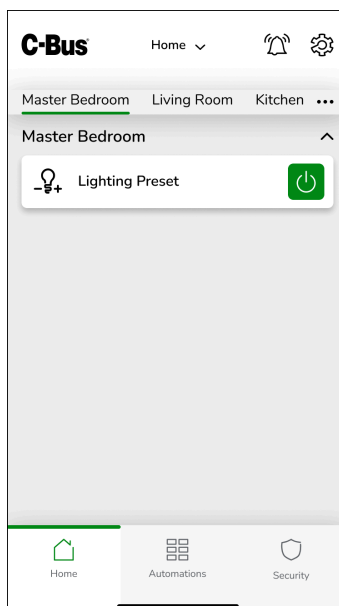 C-Bus
Home
Master Bedroom Living Room Kitchen
Master Bedroom
Lighting Preset
Home Automations Security